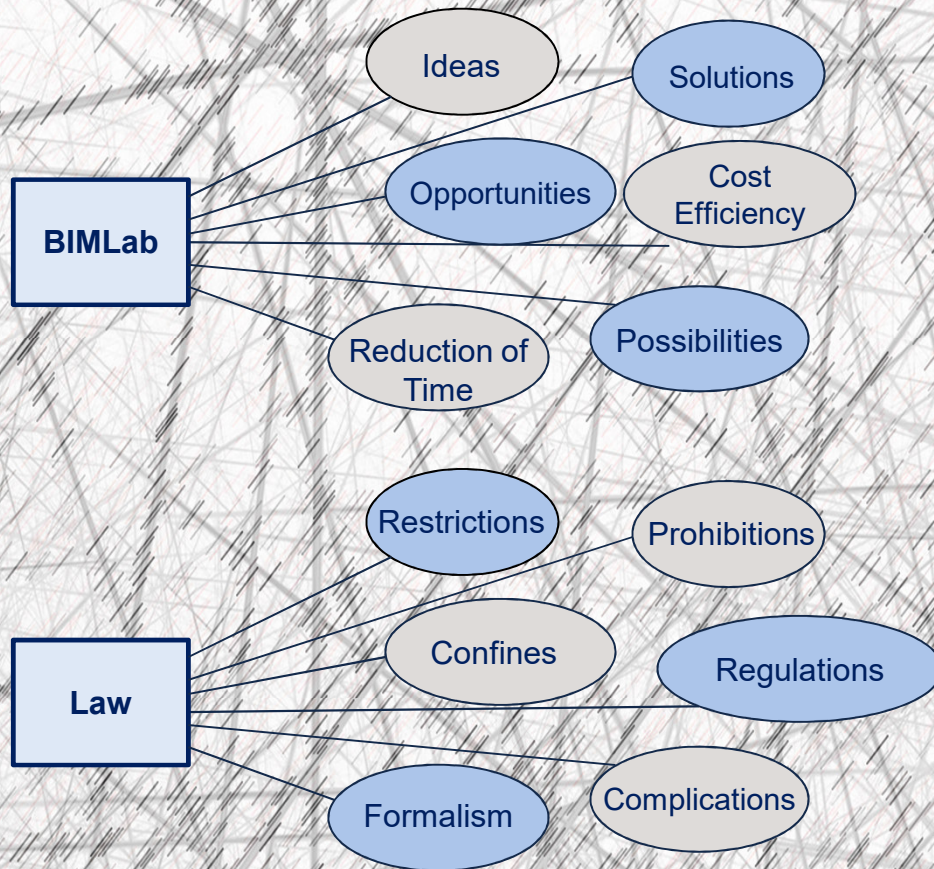 Ideas
Solutions
Opportunities
Cost
Efficiency
BIMLab
Possibilities
Reduction of
Time
Restrictions
Prohibitions
Confines
Regulations
Law
Complications
Formalism